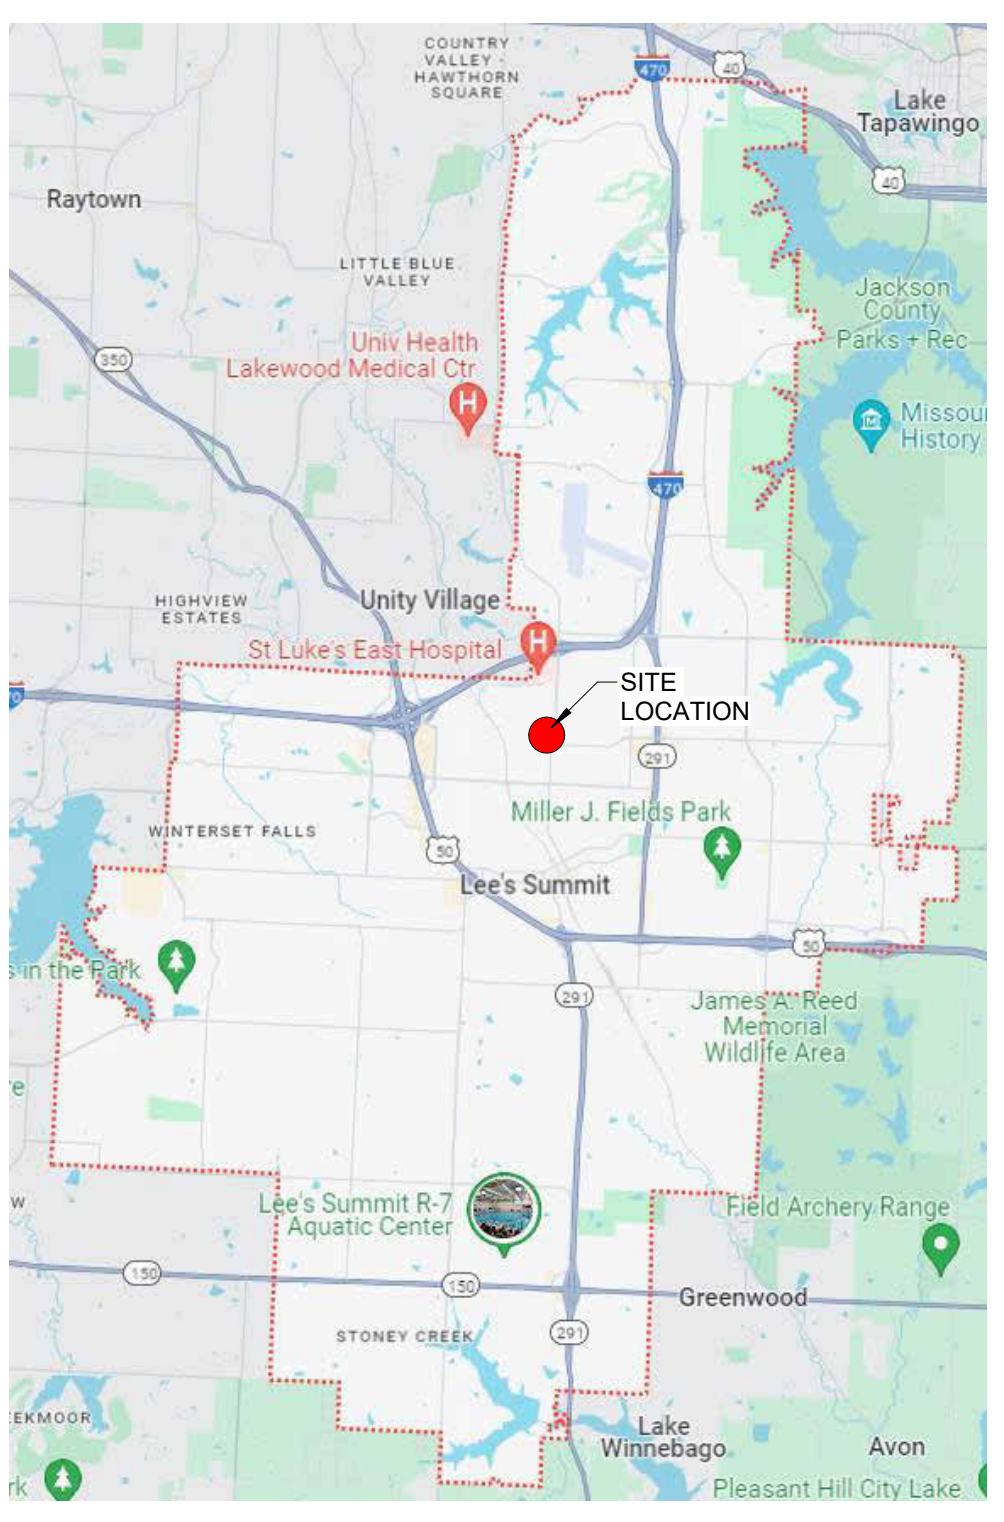 COUNTRY
VALLEY -
HAWTHORN
SQUARE
470
40
Lake
Tapawingo
40
Raytown
LITTLE BLUE
VALLEY
Jackson
County
Parks + Rec
350
Univ Health
Lakewood Medical Ctr
H
M
Missou
History
470
Unity Village
HIGHVIEW
ESTATES
St Luke's East Hospital
H
SITE
LOCATION
70
291
Miller J. Fields Park
WINTERSET FALLS
50
Lee's Summit
50
s in the Park
291
James A. Reed
Memorial
Wildlife Area
e
w
Lee's Summit R-7
Aquatic Center
Field Archery Range
150
150
Greenwood
STONEY CREEK
291
EKMOOR
Lake
Winnebago
Avon
rk
Pleasant Hill City Lake